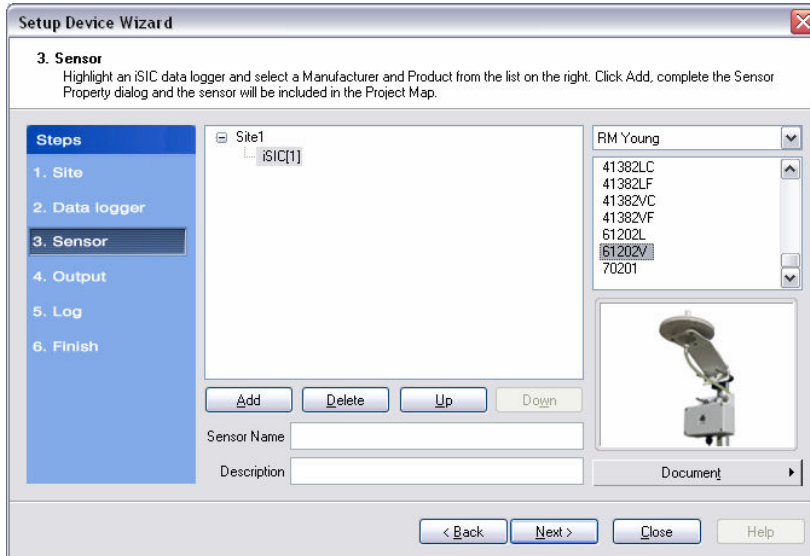 Setup Device Wizard
3. Sensor
Highlight an iSIC data logger and select a Manufacturer and Product from the list on the right. Click Add, complete the Sensor
Property dialog and the sensor will be included in the Project Map.
Steps
1. Site
2. Data logger
3. Sensor
4. Output
5. Log
6. Finish
Site1
iSIC[1]
RM Young
41382LC
41382LF
41382VC
41382VF
61202L
61202V
70201
Add
Delete
Up
Down
Sensor Name
Description
Document
< Back
Next >
Close
Help